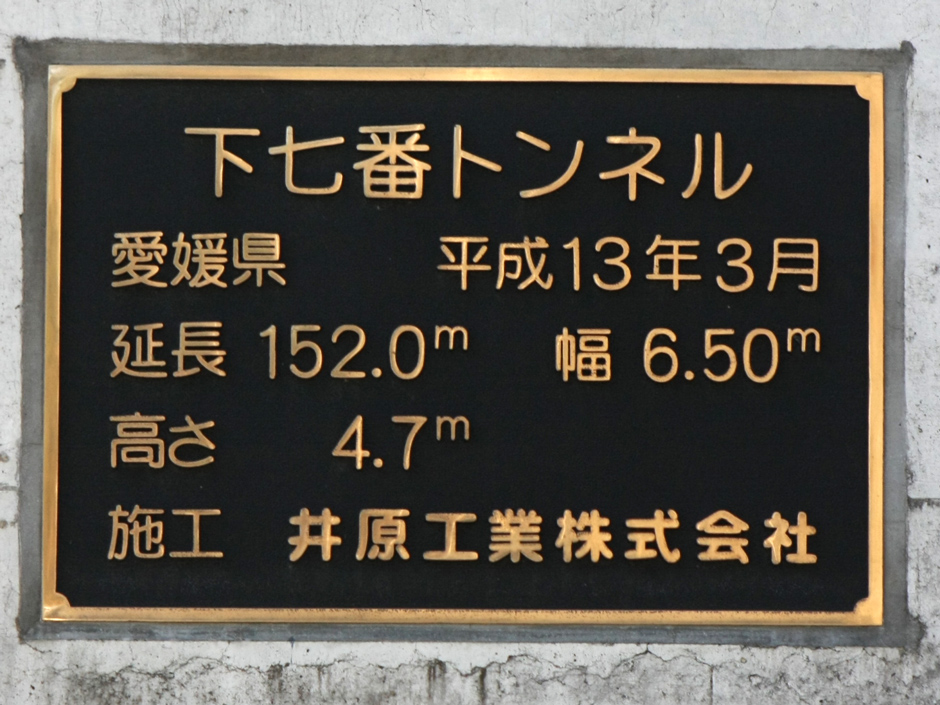 下七番トンネル
愛媛県 平成13年3月
延長 152.0m 幅 6.50m
高さ 4.7m
施工 井原工業株式会社